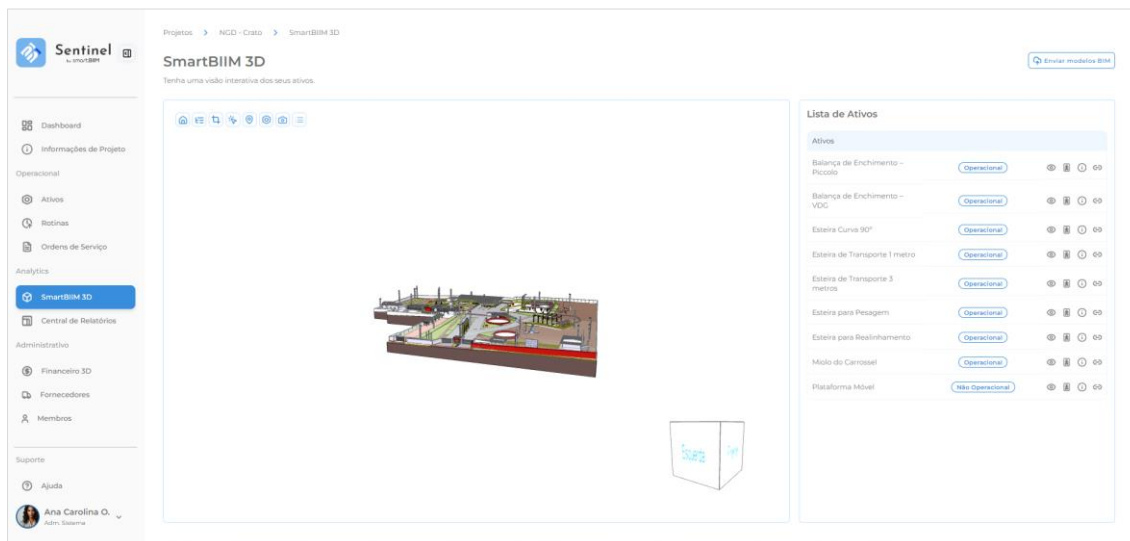 Sentinel
by smartBIIM
Projetos > NGD - Crato > SmartBIIM 3D
SmartBIIM 3D
Tenha uma visão interativa dos seus ativos.
Enviar modelos BIM
Dashboard
Informações de Projeto
Operacional
Ativos
Rotinas
Ordens de Serviço
Analytics
SmartBIIM 3D
Central de Relatórios
Administrativo
Financeiro 3D
Fornecedores
Membros
Suporte
Ajuda
Ana Carolina O.
Adm. Sistema
Lista de Ativos
Ativos
Balança de Enchimento –
Piccolo
Operacional
Balança de Enchimento –
VDG
Operacional
Esteira Curva 90°
Operacional
Esteira de Transporte 1 metro
Operacional
Esteira de Transporte 3
metros
Operacional
Esteira para Pesagem
Operacional
Esteira para Realinhamento
Operacional
Miolo do Carrossel
Operacional
Plataforma Móvel
Não Operacional